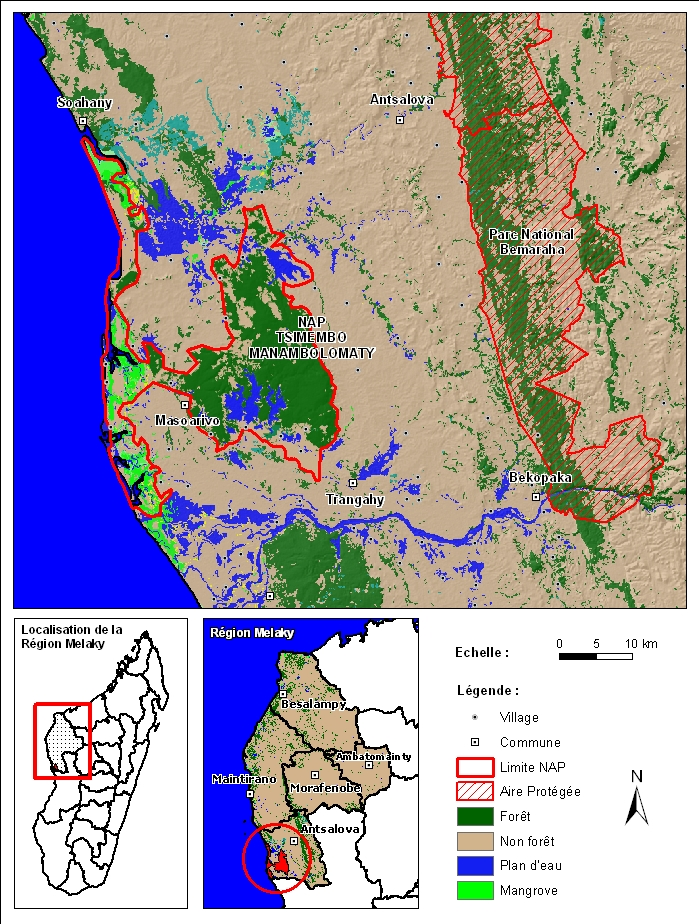 Soahany
Antsalova
Parc National
Bemaraha
NAP
TSIMEMBO
MANAMBOLOMATY
Masoarivo
Trangahy
Bekopaka
Localisation de la
Région Melaky
Région Melaky
Besalampy
Ambatomainty
Maintirano
Morafenobe
Antsalova
Echelle :
0 5 10 km
Légende :
Village
Commune
Limite NAP
Aire Protégée
Forêt
Non forêt
Plan d'eau
Mangrove
N